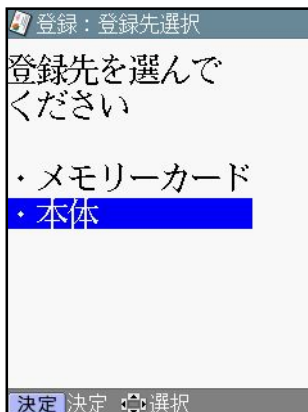 登録：登録先選択
登録先を選んで
ください
・メモリーカード
・本体
決定 決定 選択